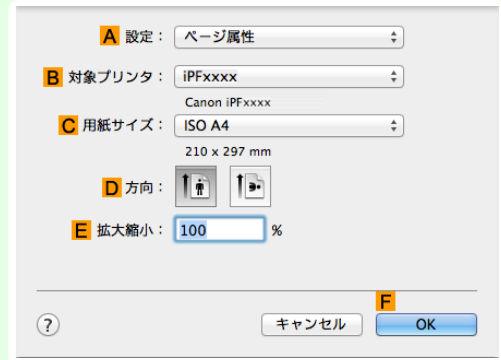 A 設定： ページ属性
B 対象プリンタ： iPFxxxx
Canon iPFxxxx
C 用紙サイズ： ISO A4
210 x 297 mm
D 方向：
E 拡大縮小： 100 %
F
? キャンセル OK